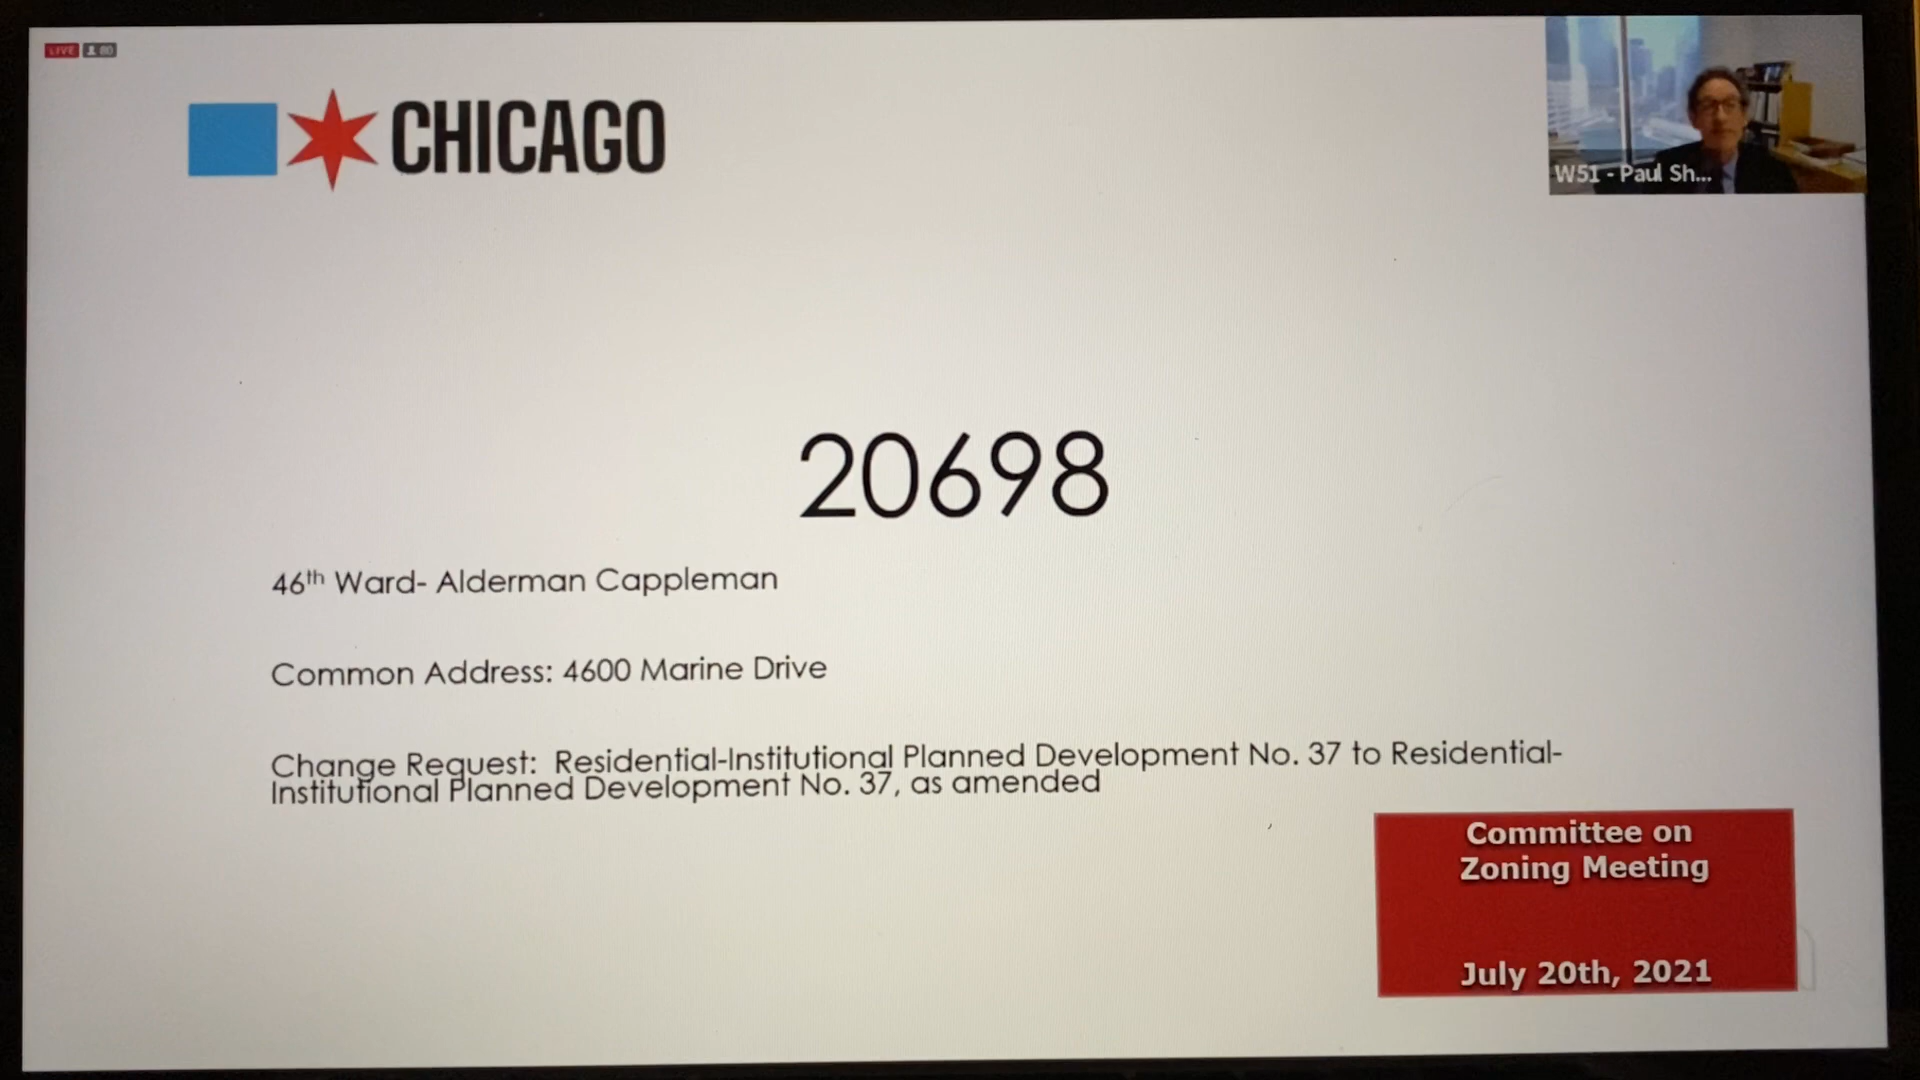 LIVE 80
CHICAGO
W51 - Paul Sh...
20698
46th Ward- Alderman Cappleman
Common Address: 4600 Marine Drive
Change Request: Residential-Institutional Planned Development No. 37 to Residential-
Institutional Planned Development No. 37, as amended
Committee on
Zoning Meeting
July 20th, 2021